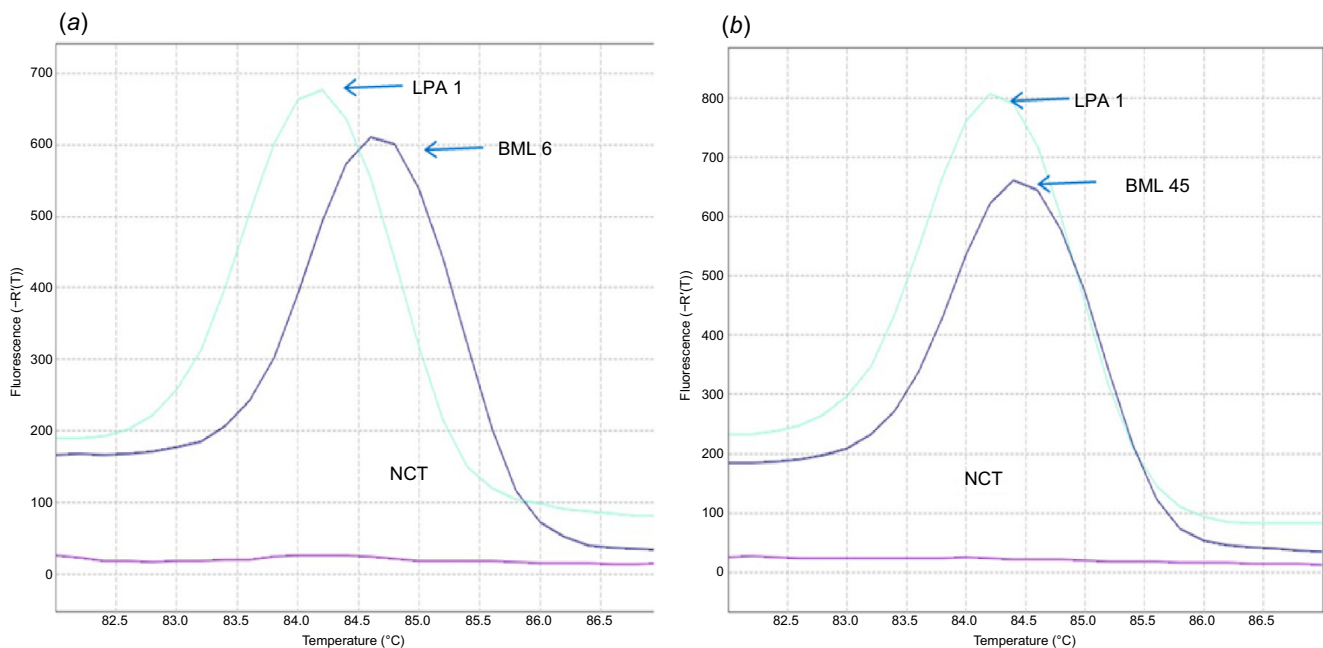 (a)
700
600
500
400
300
200
100
0
Fluorescence (−R′(T))
LPA 1
BML 6
NCT
82.5 83.0 83.5 84.0 84.5 85.0 85.5 86.0 86.5
Temperature (°C)
(b)
800
700
600
500
400
300
200
100
0
Fluorescence (−R′(T))
LPA 1
BML 45
NCT
82.5 83.0 83.5 84.0 84.5 85.0 85.5 86.0 86.5
Temperature (°C)